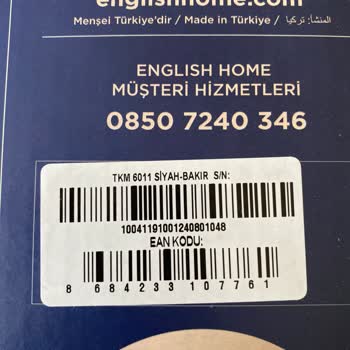 englishhome.com
Menşei Türkiye'dir / Made in Türkiye / المنشأ: تركيا
ENGLISH HOME
MÜŞTERİ HİZMETLERİ
0850 7240 346
TKM 6011 SİYAH-BAKIR S/N:
10041191001240801048
EAN KODU:
8 684233 107761